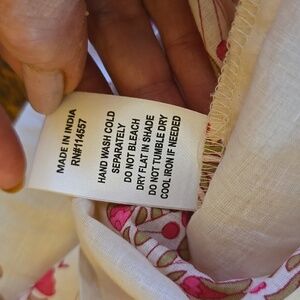 MADE IN INDIA
RN#114557
HAND WASH COLD
SEPARATELY
DO NOT BLEACH
DRY FLAT IN SHADE
DO NOT TUMBLE DRY
COOL IRON IF NEEDED